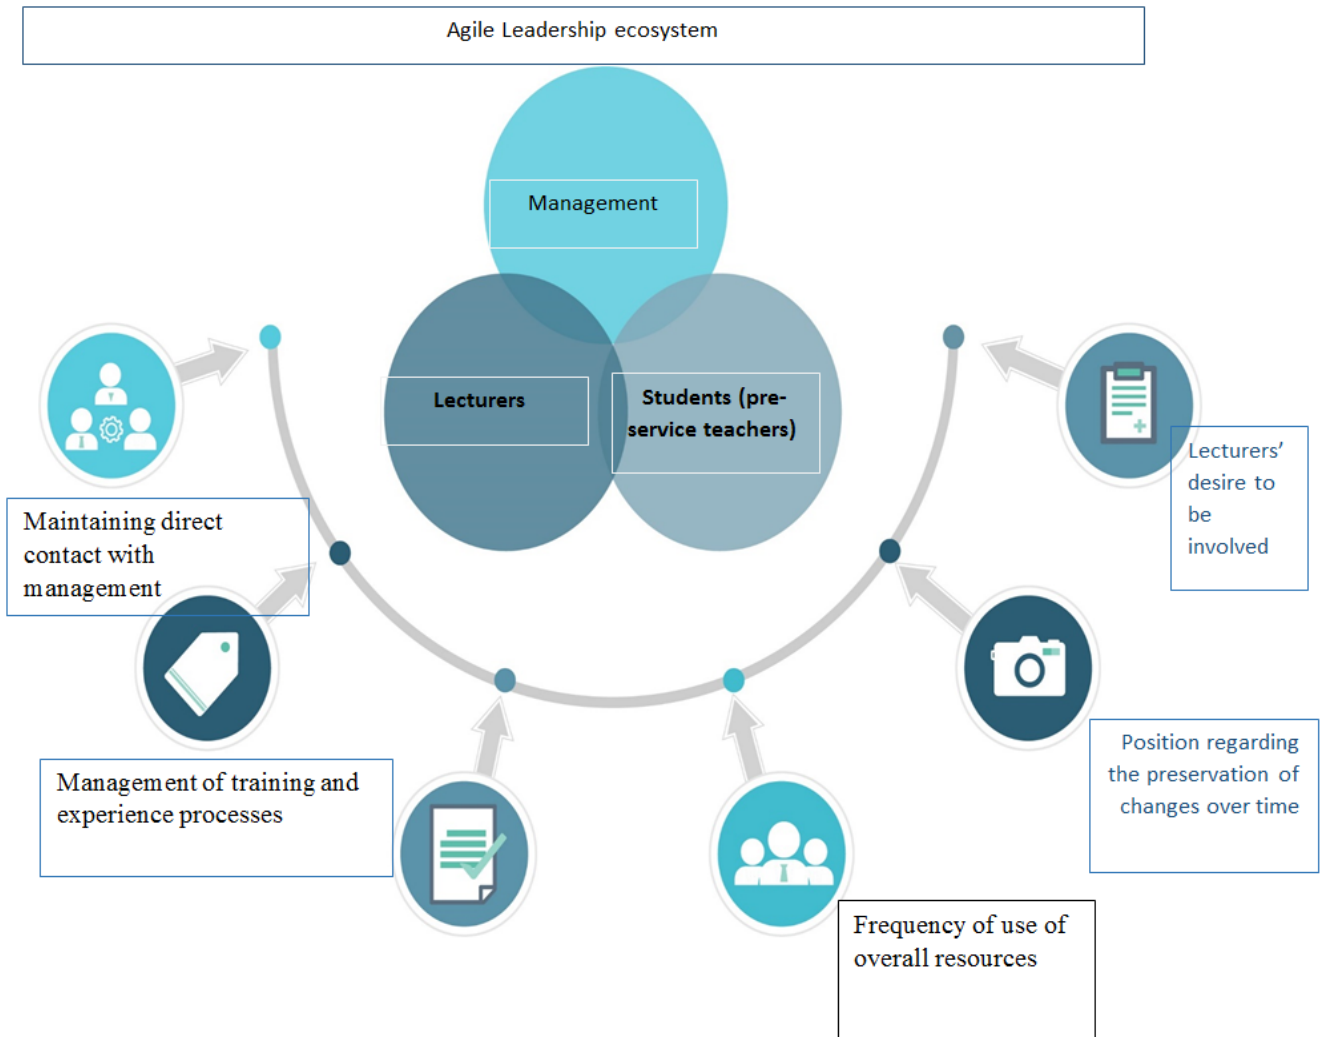 Agile Leadership ecosystem
Management
Lecturers
Students (pre-
service teachers)
Maintaining direct
contact with
management
Lecturers’
desire to
be
involved
Management of training and
experience processes
Position regarding
the preservation of
changes over time
Frequency of use of
overall resources